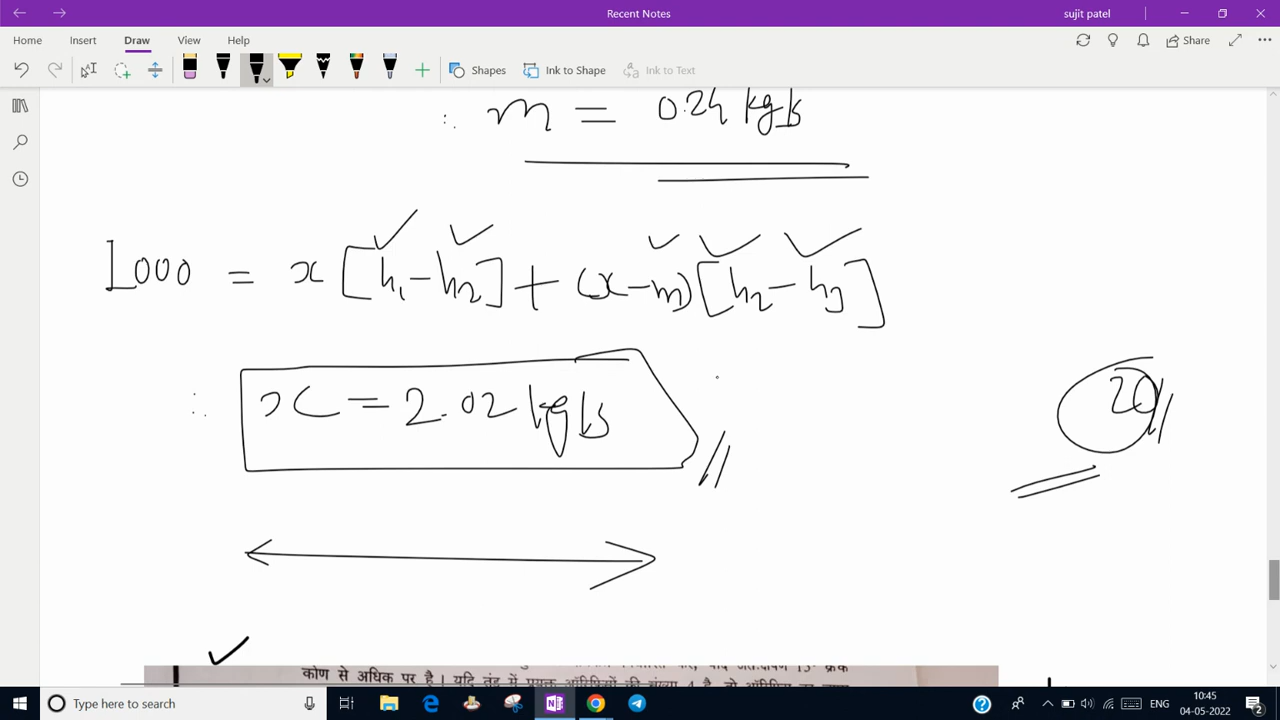 Recent Notes
sujit patel
Home Insert Draw View Help
Share
Shapes Ink to Shape Ink to Text
∴ m = 0.24 kg/s
1000 = x [h₁ - h₂] + (x - m) [h₂ - h₃]
∴ x = 2.02 kg/s
20
कोण से अधिक पर है । यदि तुंड में
4 है
Type here to search
ENG
10:45
04-05-2022
2